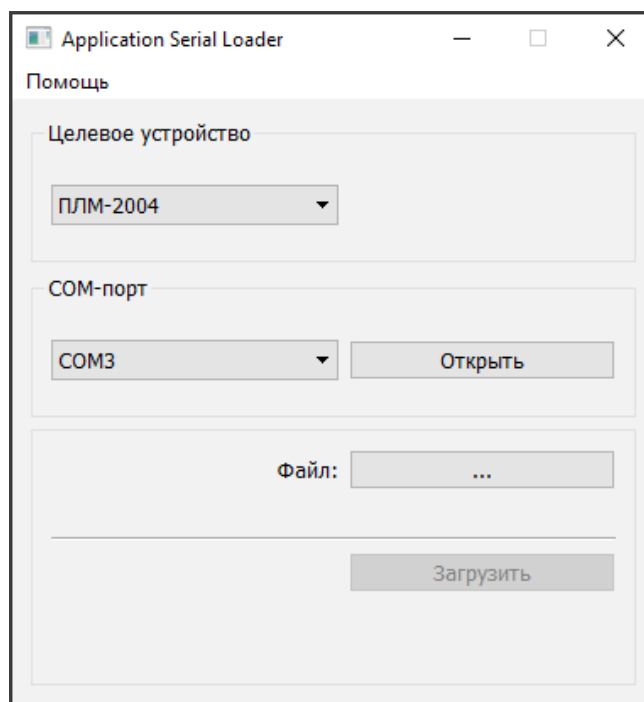 Application Serial Loader
Помощь
Целевое устройство
ПЛМ-2004
COM-порт
COM3
Открыть
Файл:
...
Загрузить